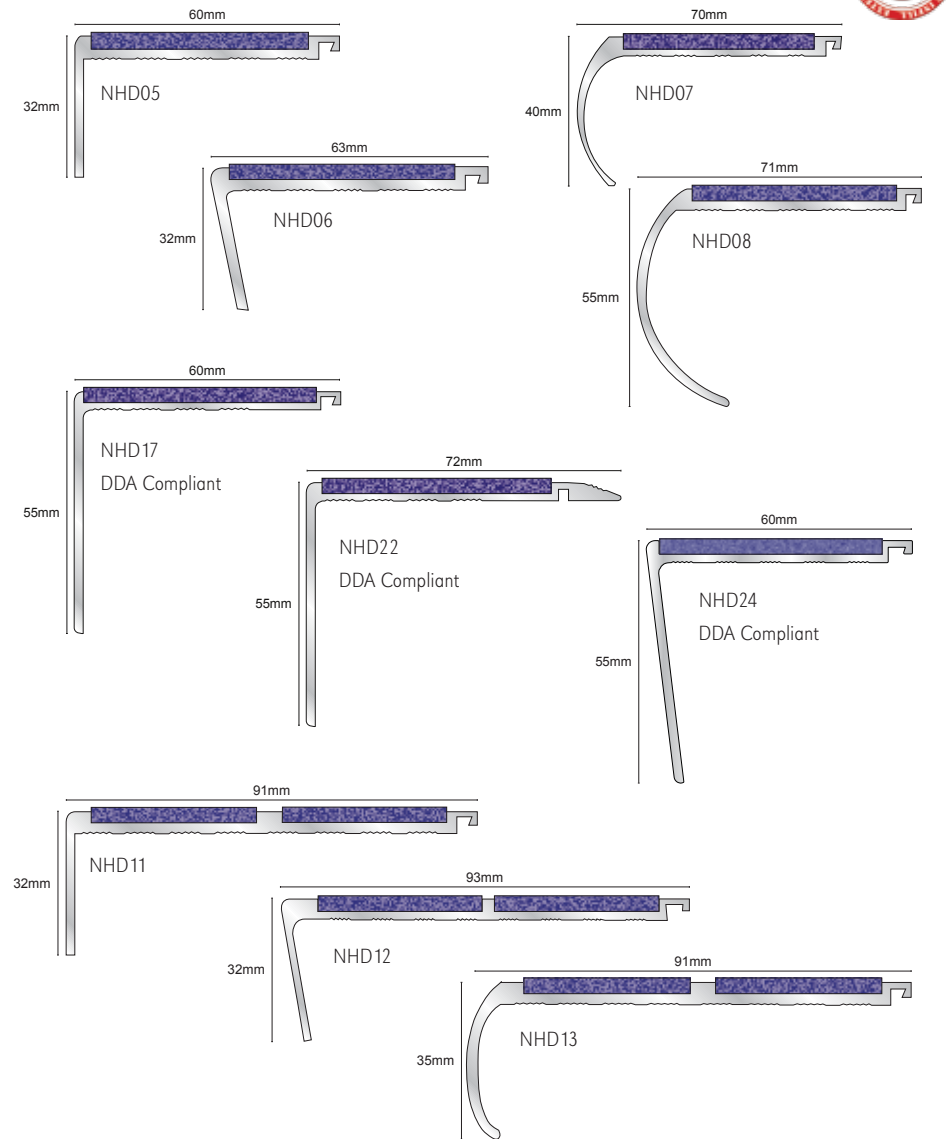 60mm
32mm
NHD05
70mm
40mm
NHD07
63mm
32mm
NHD06
71mm
55mm
NHD08
60mm
55mm
NHD17
DDA Compliant
72mm
55mm
NHD22
DDA Compliant
60mm
55mm
NHD24
DDA Compliant
91mm
32mm
NHD11
93mm
32mm
NHD12
91mm
35mm
NHD13